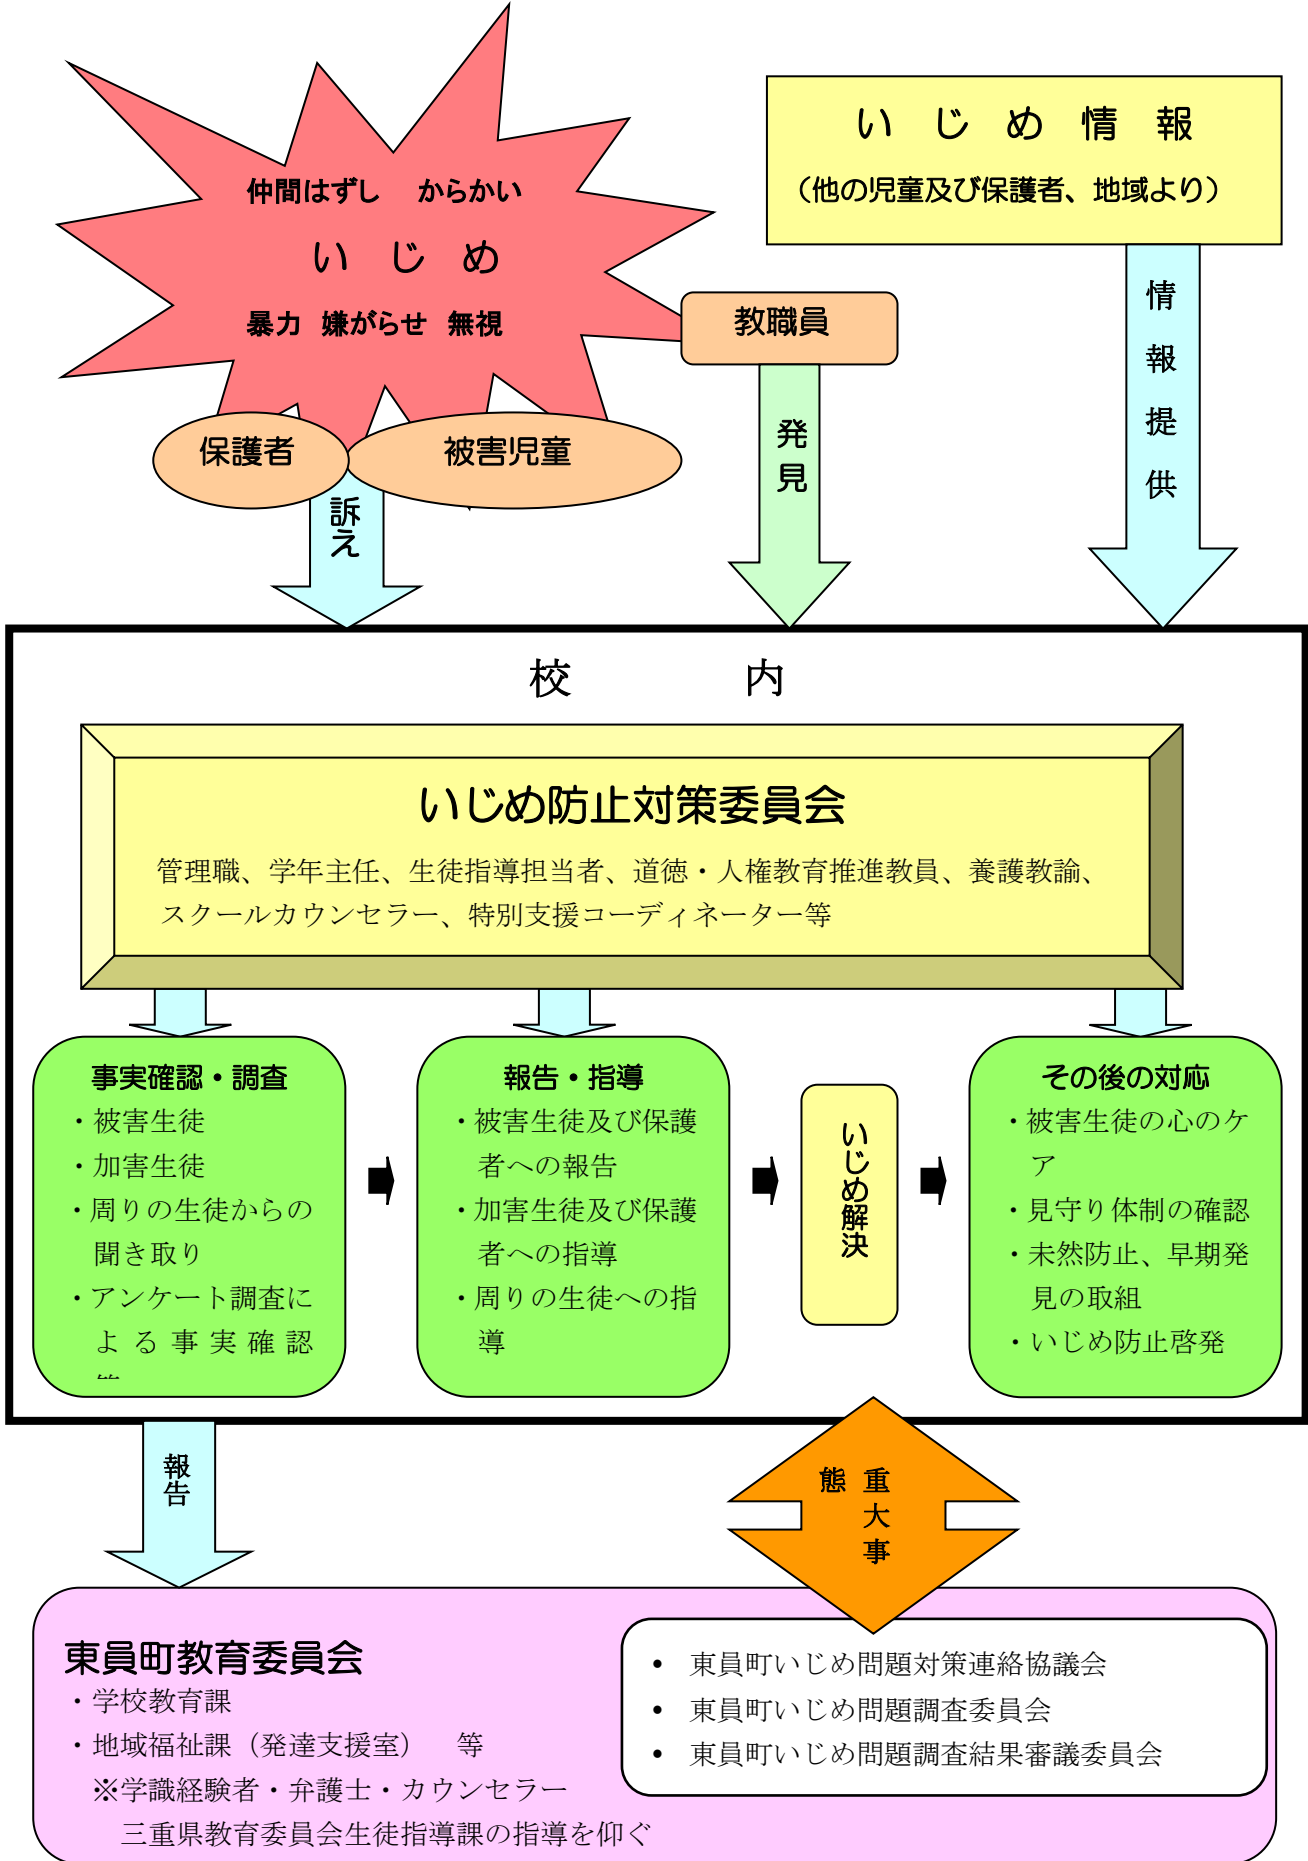 仲間はずし　からかい
いじめ
暴力　嫌がらせ　無視
いじめ情報
（他の児童及び保護者、地域より）
教職員
保護者
被害児童
訴え
発見
情報提供
校内
いじめ防止対策委員会
管理職、学年主任、生徒指導担当者、道徳・人権教育推進教員、養護教諭、
スクールカウンセラー、特別支援コーディネーター等
事実確認・調査
・被害生徒
・加害生徒
・周りの生徒からの
聞き取り
・アンケート調査に
よる事実確認
報告・指導
・被害生徒及び保護
者への報告
・加害生徒及び保護
者への指導
・周りの生徒への指
導
いじめ解決
その後の対応
・被害生徒の心のケ
ア
・見守り体制の確認
・未然防止、早期発
見の取組
・いじめ防止啓発
報告
重大事
態
東員町教育委員会
・学校教育課
・地域福祉課（発達支援室）　等
※学識経験者・弁護士・カウンセラー
三重県教育委員会生徒指導課の指導を仰ぐ
• 東員町いじめ問題対策連絡協議会
• 東員町いじめ問題調査委員会
• 東員町いじめ問題調査結果審議委員会